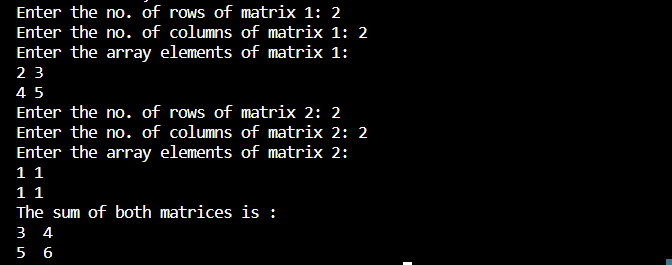 Enter the no. of rows of matrix 1: 2
Enter the no. of columns of matrix 1: 2
Enter the array elements of matrix 1:
2 3
4 5
Enter the no. of rows of matrix 2: 2
Enter the no. of columns of matrix 2: 2
Enter the array elements of matrix 2:
1 1
1 1
The sum of both matrices is :
3  4
5  6